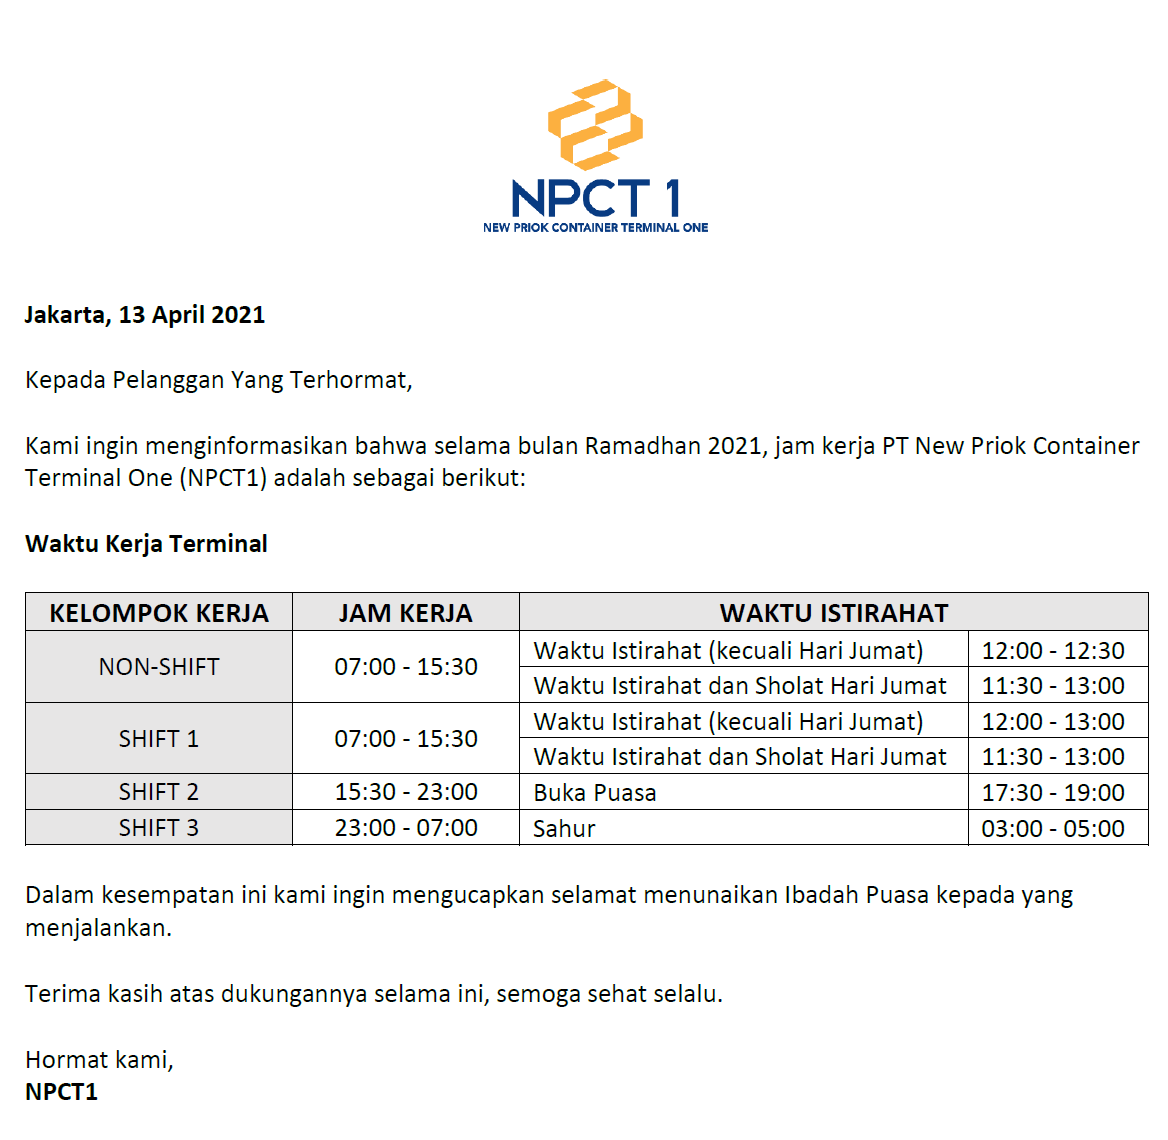 NPCT 1
NEW PRIOK CONTAINER TERMINAL ONE
Jakarta, 13 April 2021
Kepada Pelanggan Yang Terhormat,
Kami ingin menginformasikan bahwa selama bulan Ramadhan 2021, jam kerja PT New Priok Container
Terminal One (NPCT1) adalah sebagai berikut:
Waktu Kerja Terminal
KELOMPOK KERJA JAM KERJA WAKTU ISTIRAHAT
NON-SHIFT 07:00 - 15:30 Waktu Istirahat (kecuali Hari Jumat) 12:00 - 12:30
Waktu Istirahat dan Sholat Hari Jumat 11:30 - 13:00
SHIFT 1 07:00 - 15:30 Waktu Istirahat (kecuali Hari Jumat) 12:00 - 13:00
Waktu Istirahat dan Sholat Hari Jumat 11:30 - 13:00
SHIFT 2 15:30 - 23:00 Buka Puasa 17:30 - 19:00
SHIFT 3 23:00 - 07:00 Sahur 03:00 - 05:00
Dalam kesempatan ini kami ingin mengucapkan selamat menunaikan Ibadah Puasa kepada yang
menjalankan.
Terima kasih atas dukungannya selama ini, semoga sehat selalu.
Hormat kami,
NPCT1